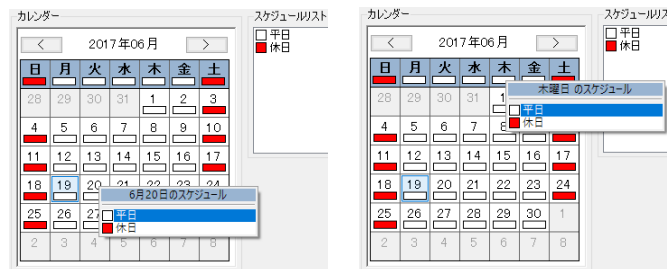 カレンダー
スケジュールリスト
< 2017年06月 >
平日
休日
日 月 火 水 木 金 土
28 29 30 31 1 2 3
4 5 6 7 8 9 10
11 12 13 14 15 16 17
18 19 20 21 22 23 24
6月20日のスケジュール
25 26 27
平日
休日
2 3 4 5 6 7 8
カレンダー
スケジュールリス
< 2017年06月 >
平日
休日
日 月 火 水 木 金 土
木曜日 のスケジュール
28 29 30 31 1
平日
休日
4 5 6 7 8
11 12 13 14 15 16 17
18 19 20 21 22 23 24
25 26 27 28 29 30 1
2 3 4 5 6 7 8